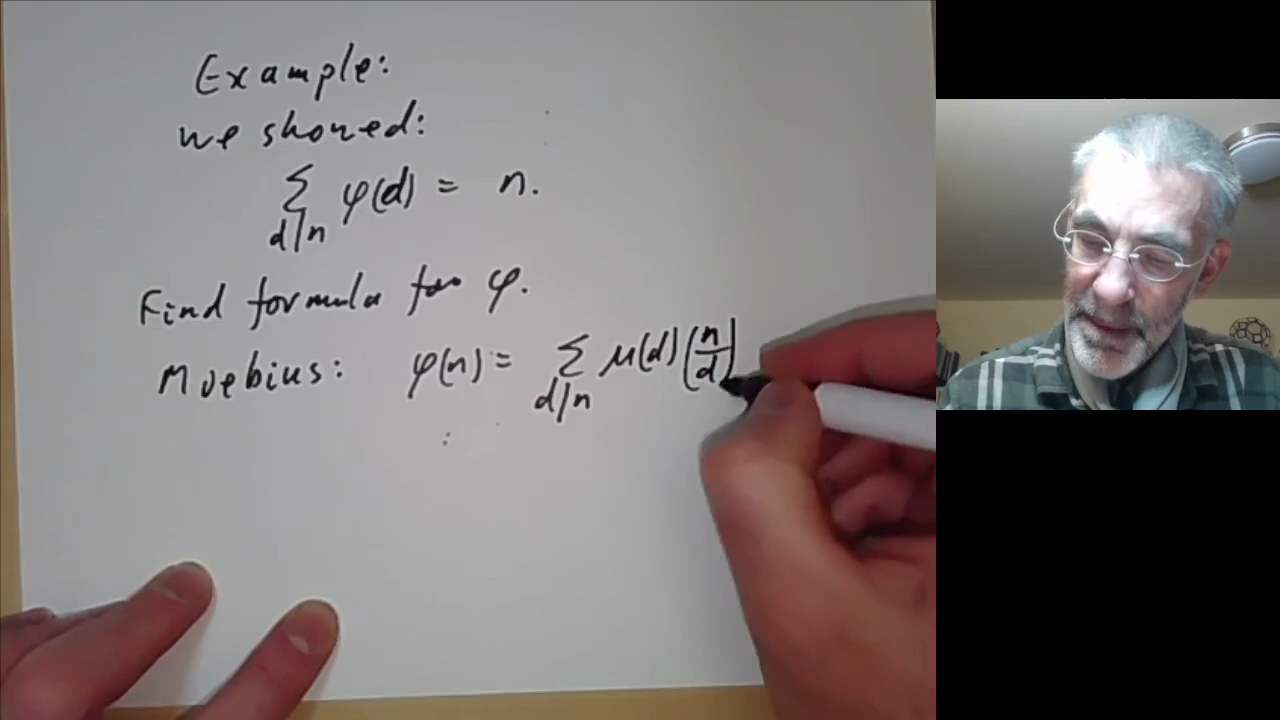 Example:
we showed:
∑ φ(d) = n.
d|n
Find formula for φ.
Moebius: φ(n) = ∑ μ(d) (n/d)
d|n